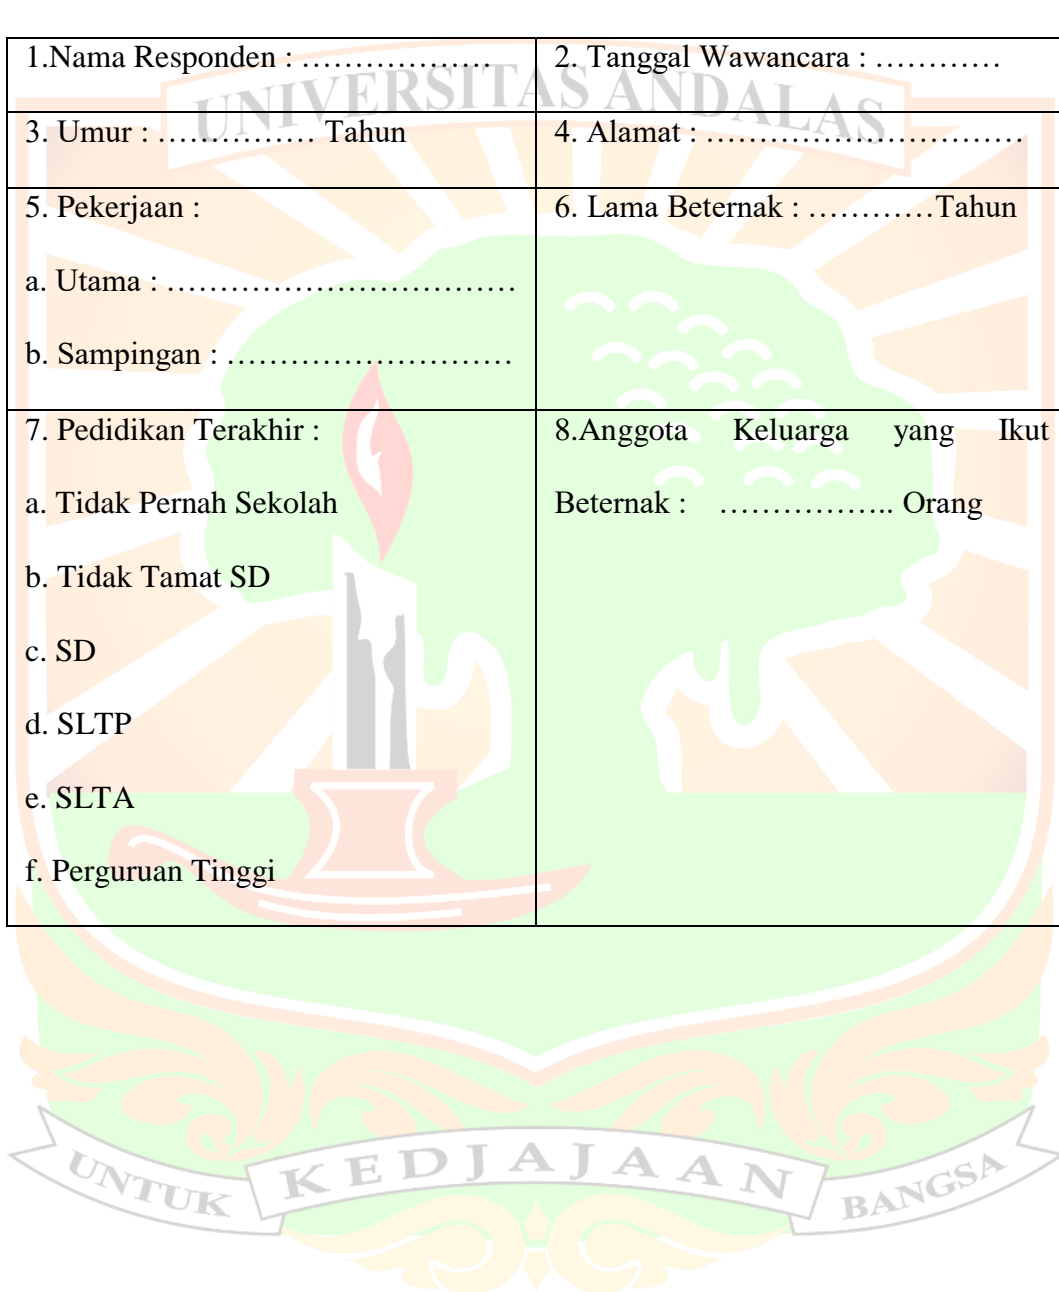 UNIVERSITAS ANDALAS
1.Nama Responden : ………………
2. Tanggal Wawancara : …………
3. Umur : …………… Tahun
4. Alamat : …………………………
5. Pekerjaan :
a. Utama : ……………………………
b. Sampingan : ………………………
6. Lama Beternak : …………Tahun
7. Pedidikan Terakhir :
a. Tidak Pernah Sekolah
b. Tidak Tamat SD
c. SD
d. SLTP
e. SLTA
f. Perguruan Tinggi
8.Anggota Keluarga yang Ikut
Beternak : …………….. Orang
UNTUK KEDJAJAAN BANGSA